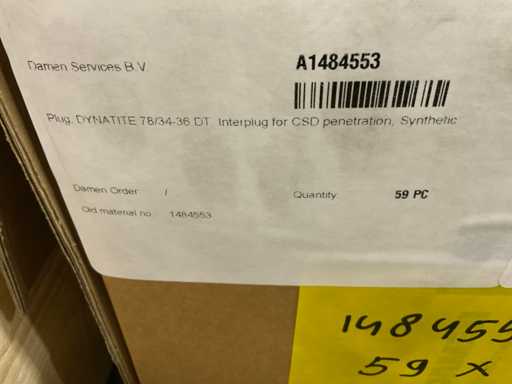 Damen Services B.V.
A1484553
Plug, DYNATITE 78/34-36 DT. Interplug for CSD penetration, Synthetic
Damen Order /
Quantity 59 PC
Old material no. 1484553
148455
59 x